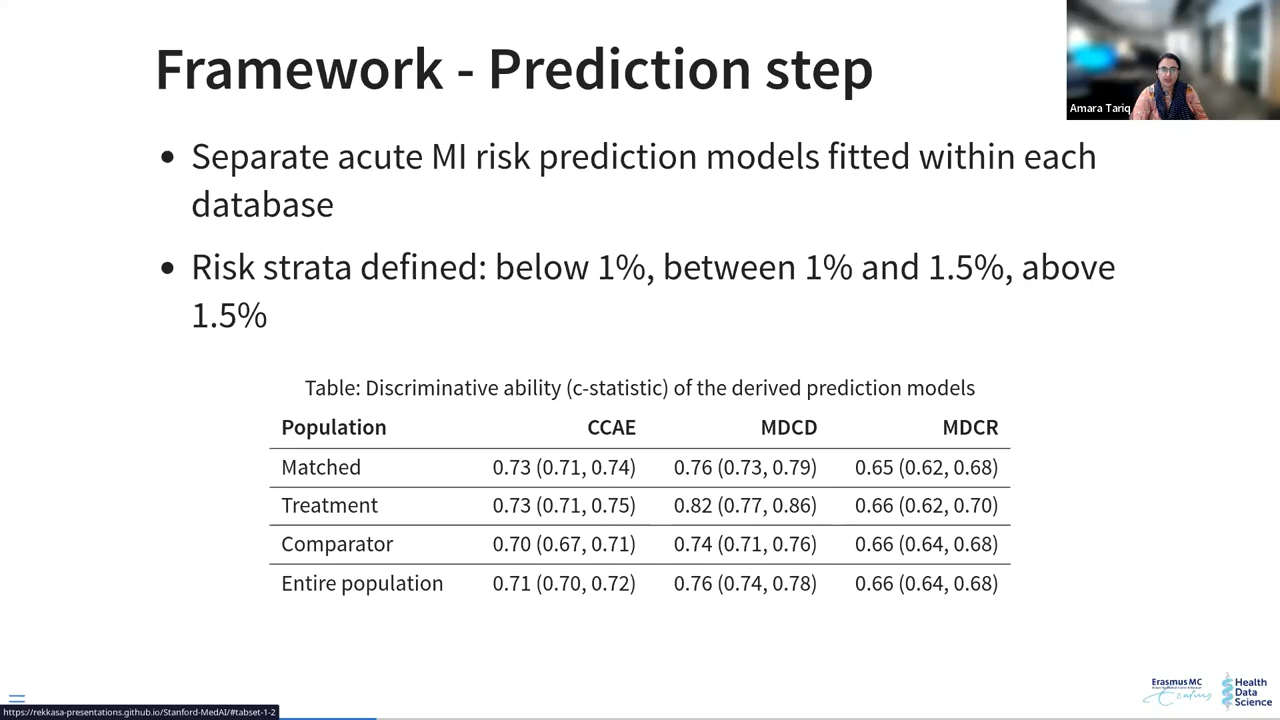 Framework - Prediction step
Amara Tariq
• Separate acute MI risk prediction models fitted within each
database
• Risk strata defined: below 1%, between 1% and 1.5%, above
1.5%
Table: Discriminative ability (c-statistic) of the derived prediction models
Population CCAE MDCD MDCR
Matched 0.73 (0.71, 0.74) 0.76 (0.73, 0.79) 0.65 (0.62, 0.68)
Treatment 0.73 (0.71, 0.75) 0.82 (0.77, 0.86) 0.66 (0.62, 0.70)
Comparator 0.70 (0.67, 0.71) 0.74 (0.71, 0.76) 0.66 (0.64, 0.68)
Entire population 0.71 (0.70, 0.72) 0.76 (0.74, 0.78) 0.66 (0.64, 0.68)
Erasmus MC
Erasmus
Health
Data
Science
https://rekkasa-presentations.github.io/Stanford-MedAI/#tabset-1-2